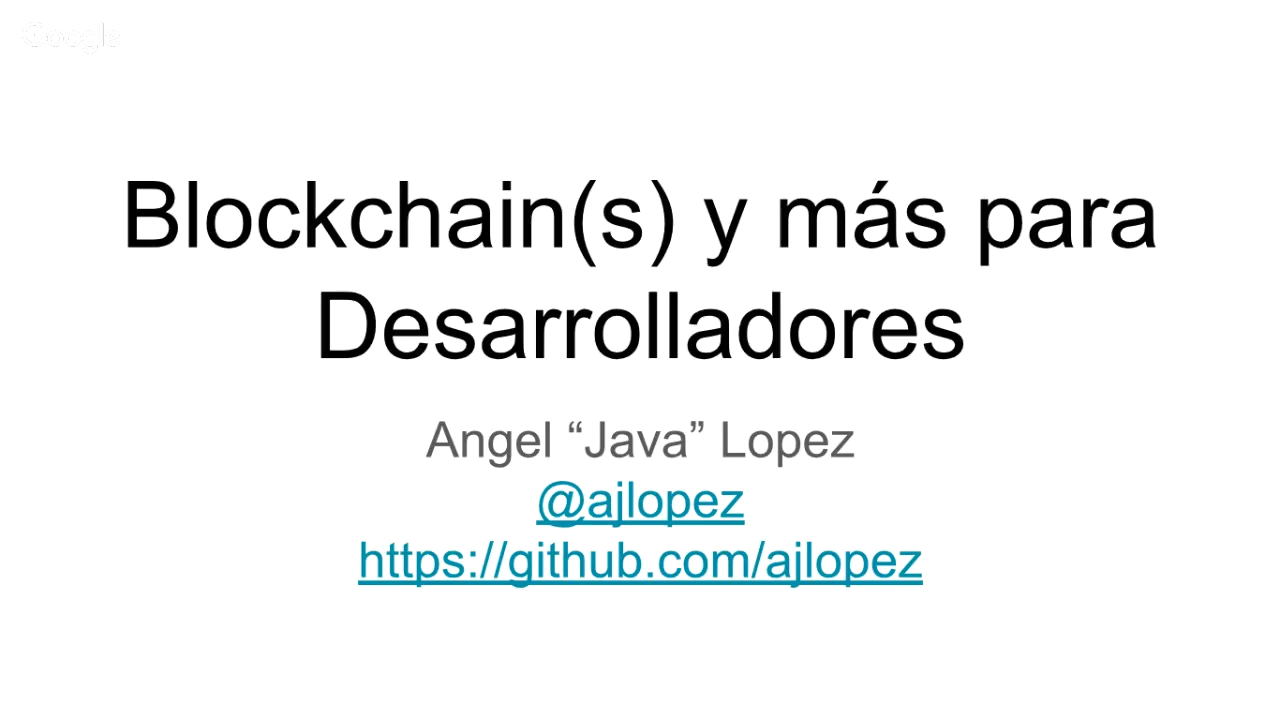 Google
Blockchain(s) y más para
Desarrolladores
Angel “Java” Lopez
@ajlopez
https://github.com/ajlopez